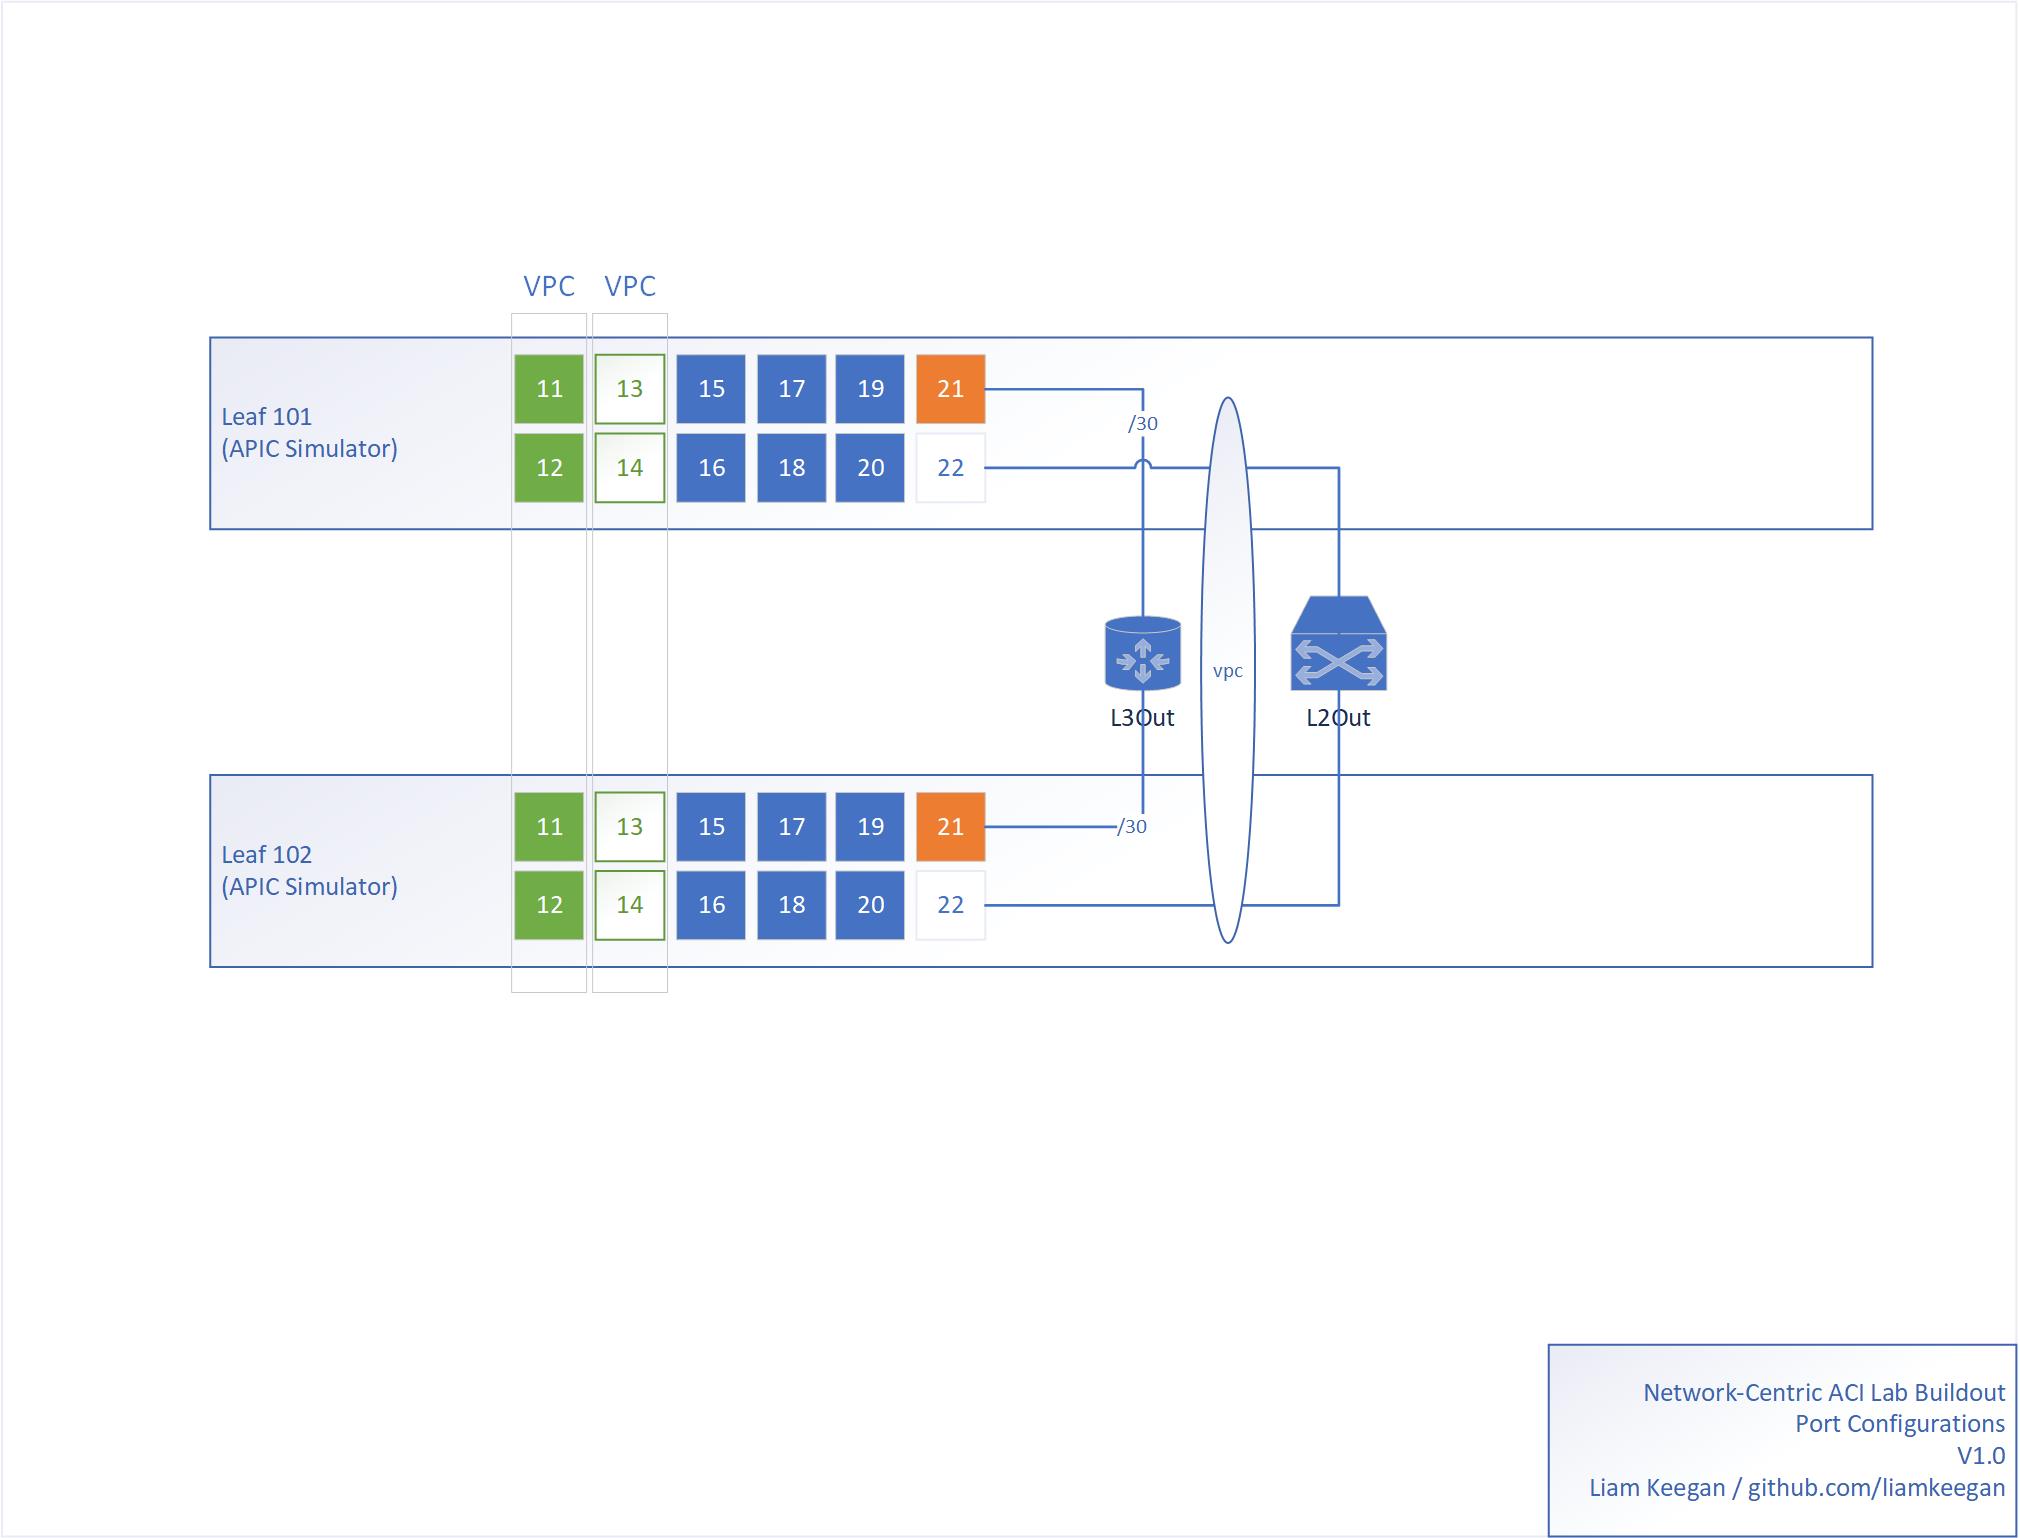 VPC VPC
11 13 15 17 19 21
Leaf 101
(APIC Simulator)
/30
12 14 16 18 20 22
vpc
L3Out L2Out
11 13 15 17 19 21
/30
Leaf 102
(APIC Simulator)
12 14 16 18 20 22
Network-Centric ACI Lab Buildout
Port Configurations
V1.0
Liam Keegan / github.com/liamkeegan